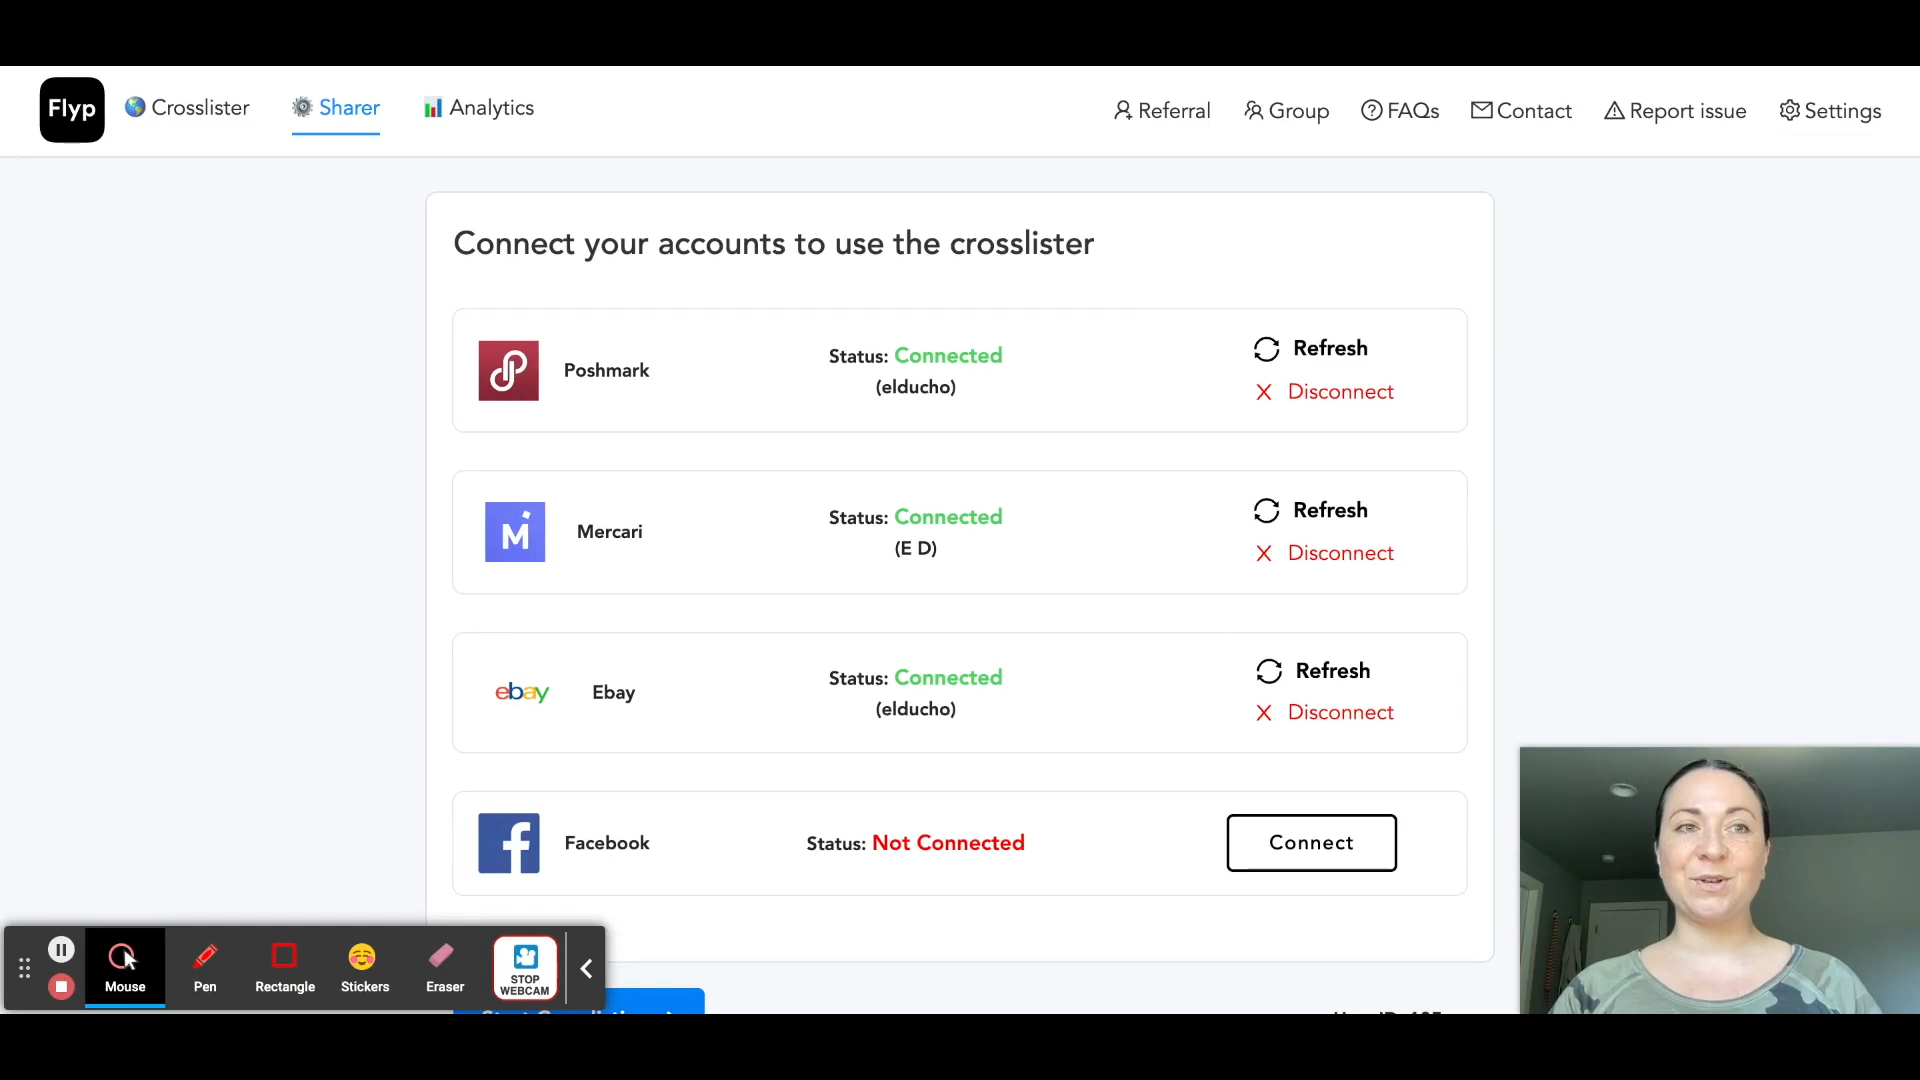 Flyp
Crosslister
Sharer
Analytics
Referral
Group
FAQs
Contact
Report issue
Settings
Connect your accounts to use the crosslister
Poshmark
Status: Connected
(elducho)
Refresh
X Disconnect
M
Mercari
Status: Connected
(E D)
Refresh
X Disconnect
ebay
Ebay
Status: Connected
(elducho)
Refresh
X Disconnect
f
Facebook
Status: Not Connected
Connect
Mouse
Pen
Rectangle
Stickers
Eraser
STOP
WEBCAM